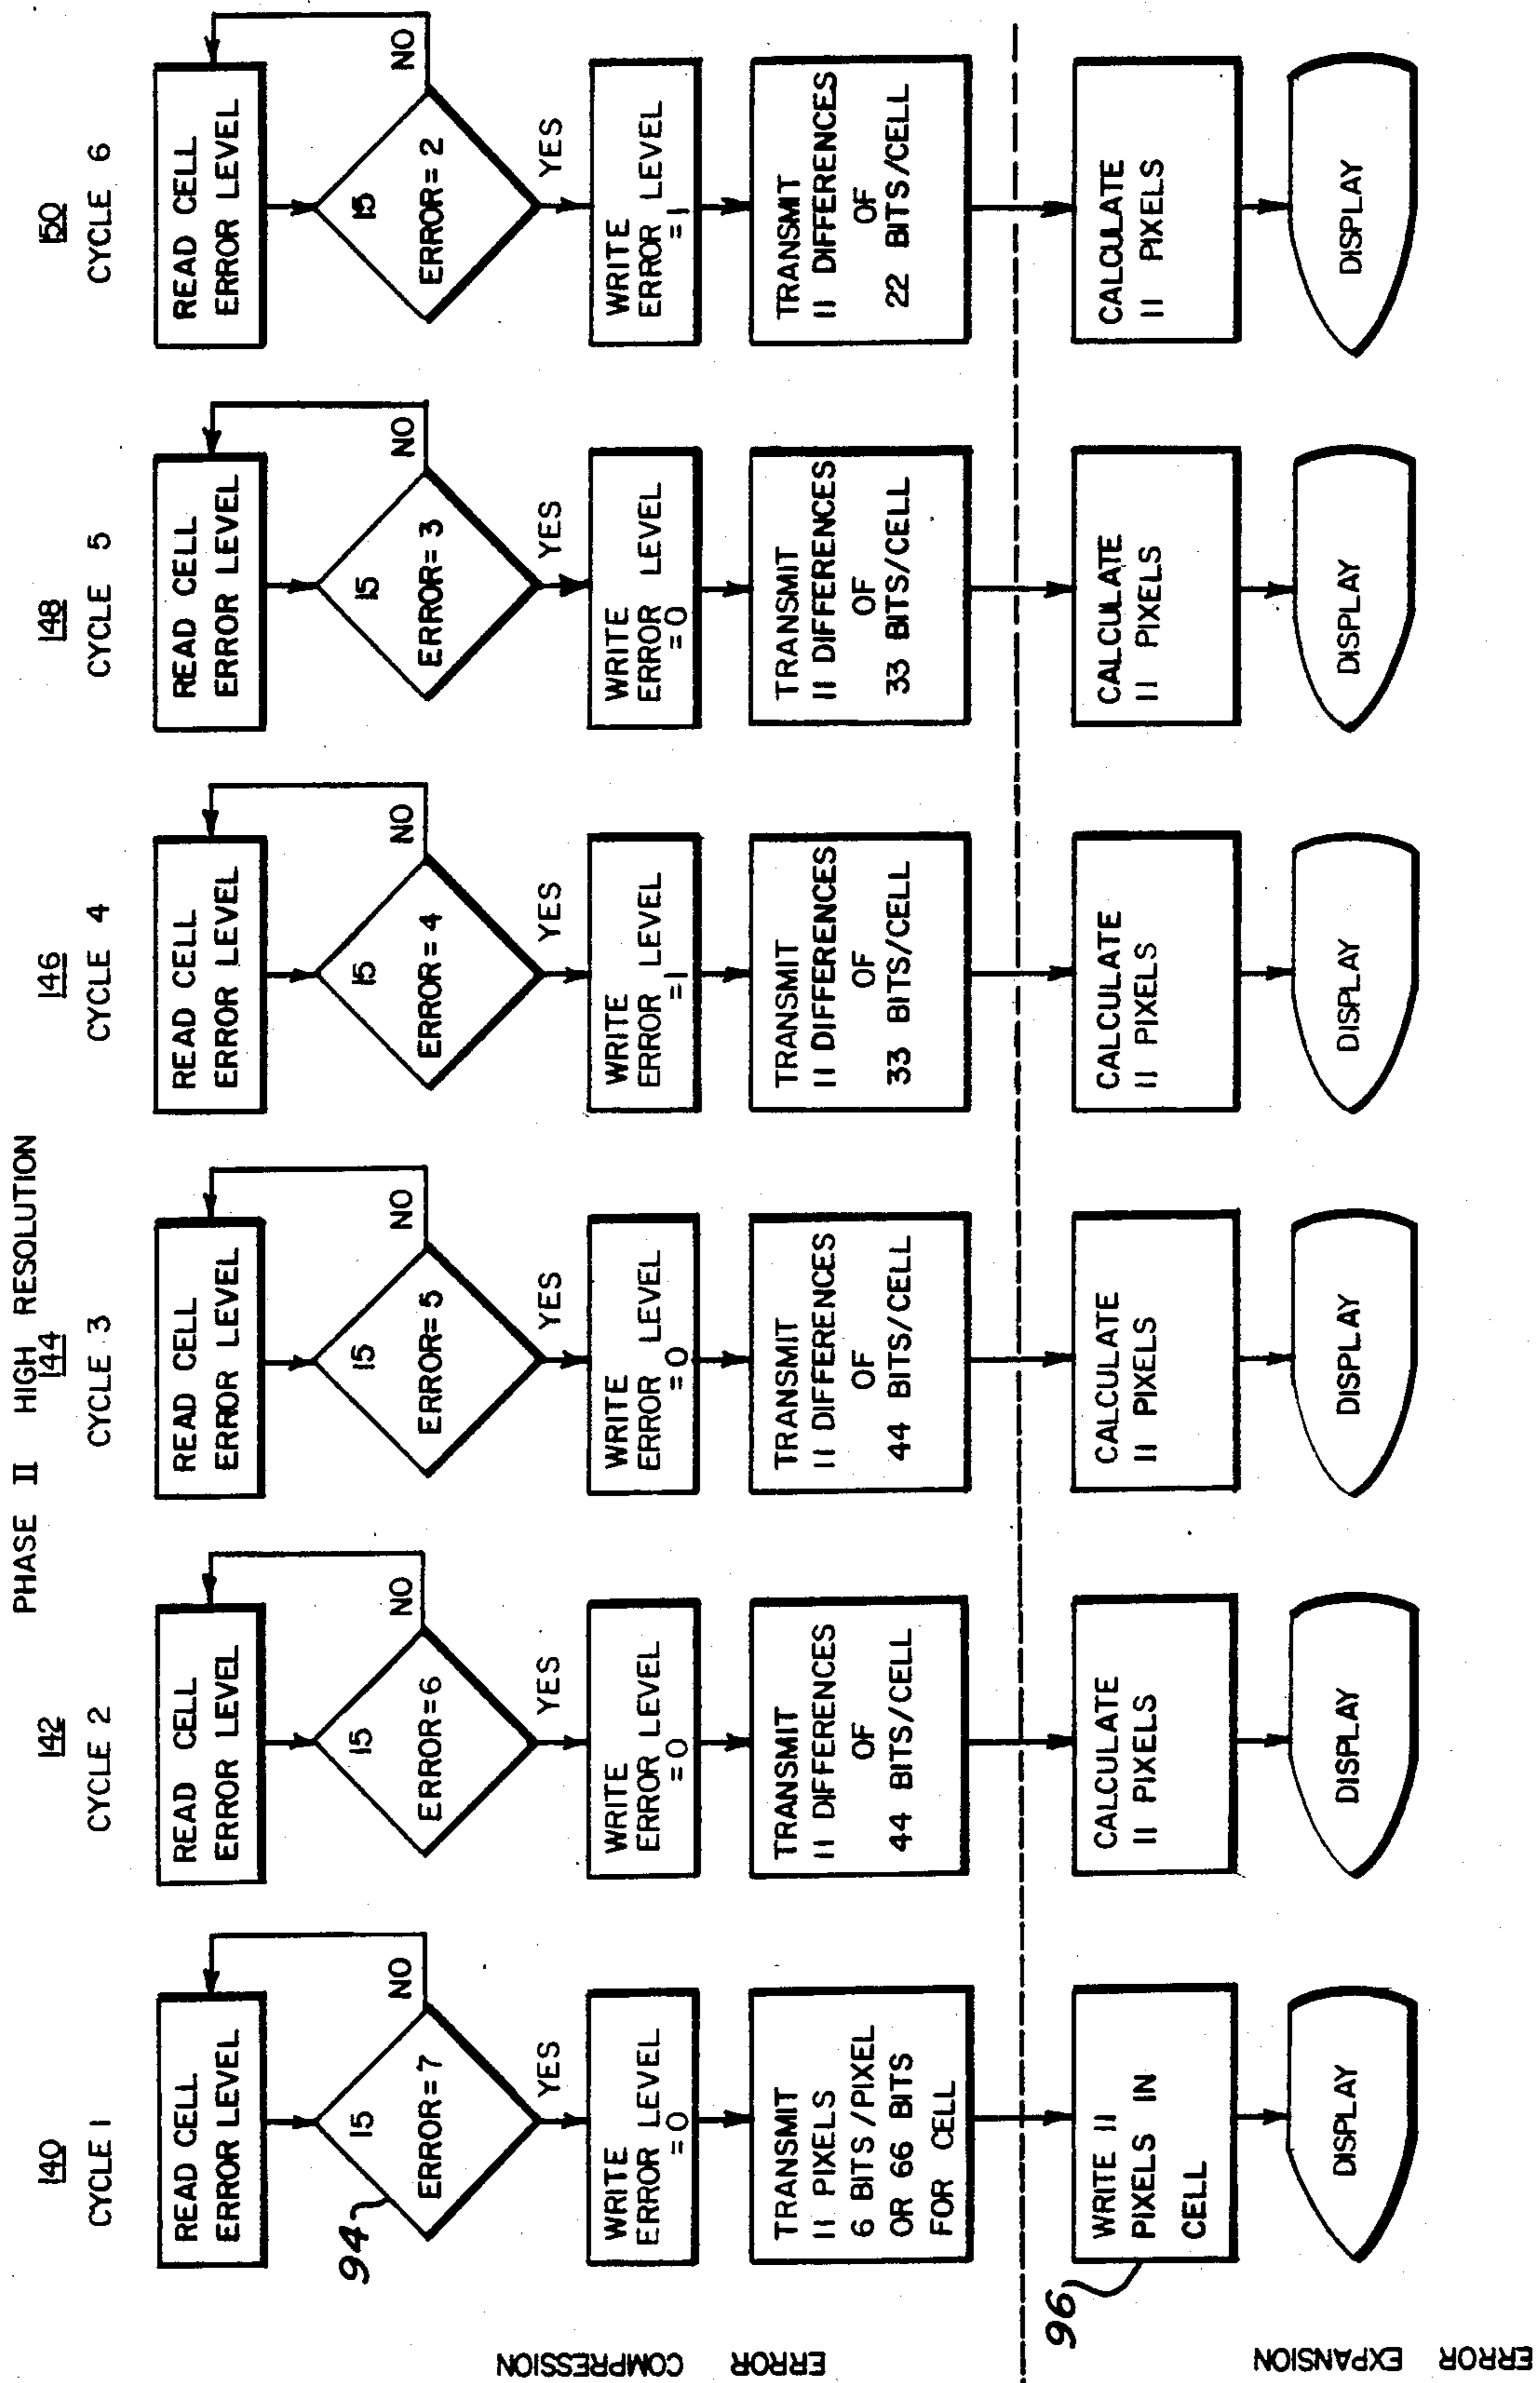 PHASE II HIGH RESOLUTION
140
CYCLE 1
READ CELL
ERROR LEVEL
94
IS
ERROR=7
NO
YES
WRITE
ERROR LEVEL
=0
TRANSMIT
11 PIXELS
6 BITS/PIXEL
OR 66 BITS
FOR CELL
96
WRITE 11
PIXELS IN
CELL
DISPLAY
142
CYCLE 2
READ CELL
ERROR LEVEL
IS
ERROR=6
NO
YES
WRITE
ERROR LEVEL
=0
TRANSMIT
11 DIFFERENCES
OF
44 BITS/CELL
CALCULATE
11 PIXELS
DISPLAY
144
CYCLE 3
READ CELL
ERROR LEVEL
IS
ERROR=5
NO
YES
WRITE
ERROR LEVEL
=0
TRANSMIT
11 DIFFERENCES
OF
44 BITS/CELL
CALCULATE
11 PIXELS
DISPLAY
146
CYCLE 4
READ CELL
ERROR LEVEL
IS
ERROR=4
NO
YES
WRITE
ERROR LEVEL
=1
TRANSMIT
11 DIFFERENCES
OF
33 BITS/CELL
CALCULATE
11 PIXELS
DISPLAY
148
CYCLE 5
READ CELL
ERROR LEVEL
IS
ERROR=3
NO
YES
WRITE
ERROR LEVEL
=0
TRANSMIT
11 DIFFERENCES
OF
33 BITS/CELL
CALCULATE
11 PIXELS
DISPLAY
150
CYCLE 6
READ CELL
ERROR LEVEL
IS
ERROR=2
NO
YES
WRITE
ERROR LEVEL
=1
TRANSMIT
11 DIFFERENCES
OF
22 BITS/CELL
CALCULATE
11 PIXELS
DISPLAY
ERROR COMPRESSION
ERROR EXPANSION